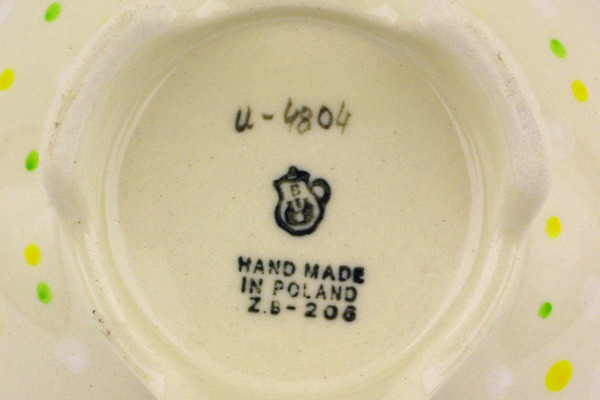 U-4804
B
HAND MADE
IN POLAND
Z.B-206